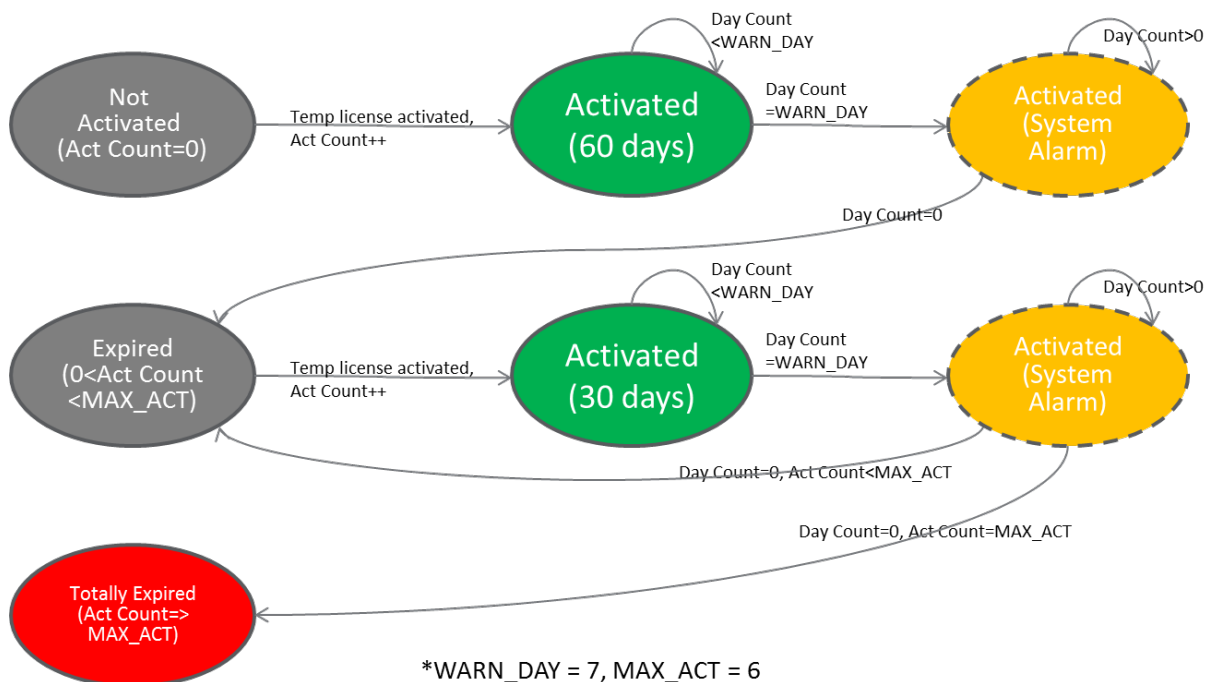 Day Count
<WARN_DAY
Day Count>0
Not
Activated
(Act Count=0)
Temp license activated,
Act Count++
Activated
(60 days)
Day Count
=WARN_DAY
Activated
(System
Alarm)
Day Count=0
Day Count
<WARN_DAY
Day Count>0
Expired
(0<Act Count
<MAX_ACT)
Temp license activated,
Act Count++
Activated
(30 days)
Day Count
=WARN_DAY
Activated
(System
Alarm)
Day Count=0, Act Count<MAX_ACT
Day Count=0, Act Count=MAX_ACT
Totally Expired
(Act Count=>
MAX_ACT)
*WARN_DAY = 7, MAX_ACT = 6